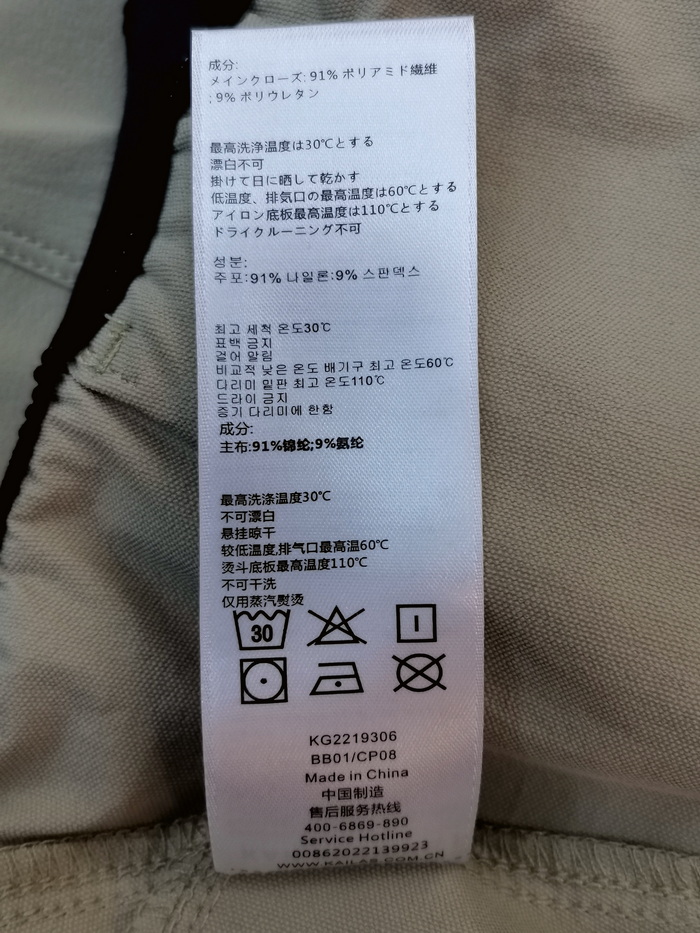 成分:
メインクローズ: 91% ポリアミド繊維
; 9% ポリウレタン
最高洗浄温度は30℃とする
漂白不可
掛けて日に晒して乾かす
低温度、排気口の最高温度は60℃とする
アイロン底板最高温度は110℃とする
ドライクルーニング不可
성분:
주포:91% 나일론:9% 스판덱스
최고 세척 온도30℃
표백 금지
걸어 말림
비교적 낮은 온도 배기구 최고 온도60℃
다리미 밑판 최고 온도110℃
드라이 금지
증기 다리미에 한함
成分:
主布:91%锦纶;9%氨纶
最高洗涤温度30℃
不可漂白
悬挂晾干
较低温度,排气口最高温60℃
烫斗底板最高温度110℃
不可干洗
仅用蒸汽熨烫
30
KG2219306
BB01/CP08
Made in China
中国制造
售后服务热线
400-6869-890
Service Hotline
00862022139923
WWW.KAILAS.COM.CN